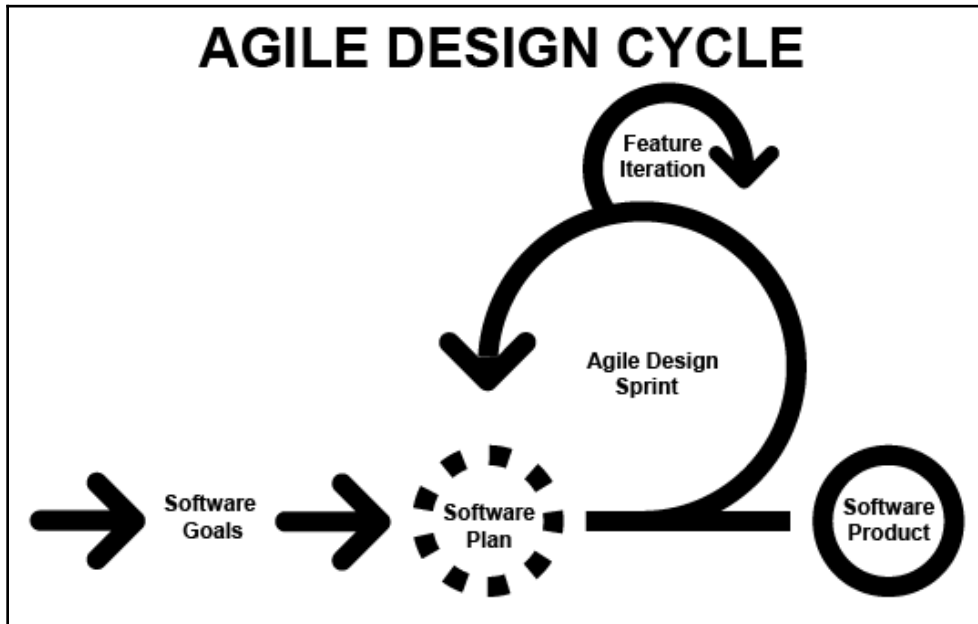 AGILE DESIGN CYCLE
Feature
Iteration
Agile Design
Sprint
Software
Goals
Software
Plan
Software
Product